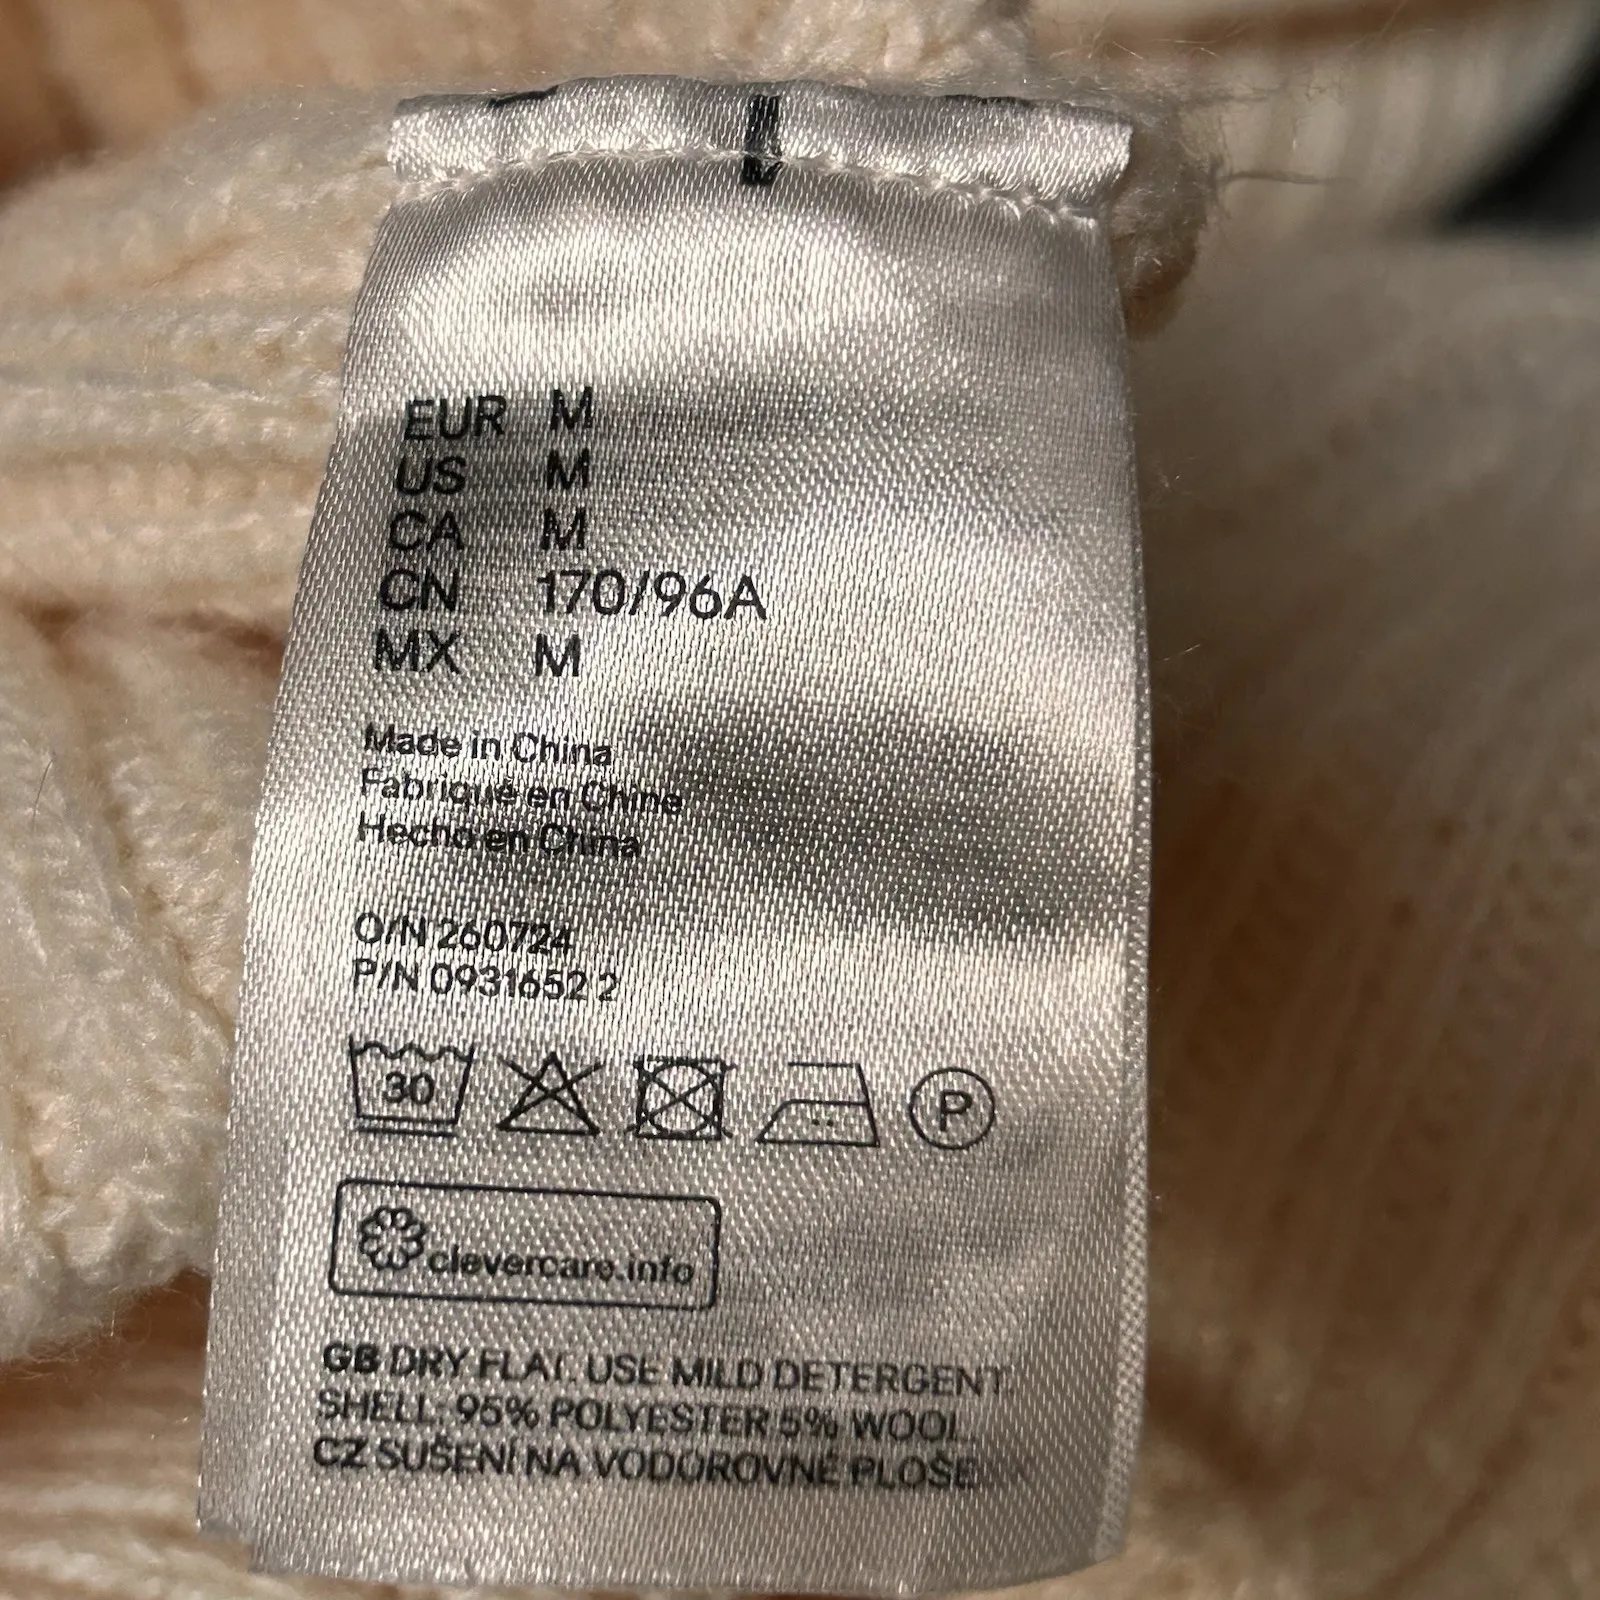 EUR M
US M
CA M
CN 170/96A
MX M
Made in China
Fabriqué en Chine
Hecho en China
O/N 260724
P/N 0931652 2
30
P
clevercare.info
GB DRY FLAT. USE MILD DETERGENT.
SHELL: 95% POLYESTER 5% WOOL.
CZ SUŠENÍ NA VODOROVNÉ PLOŠE